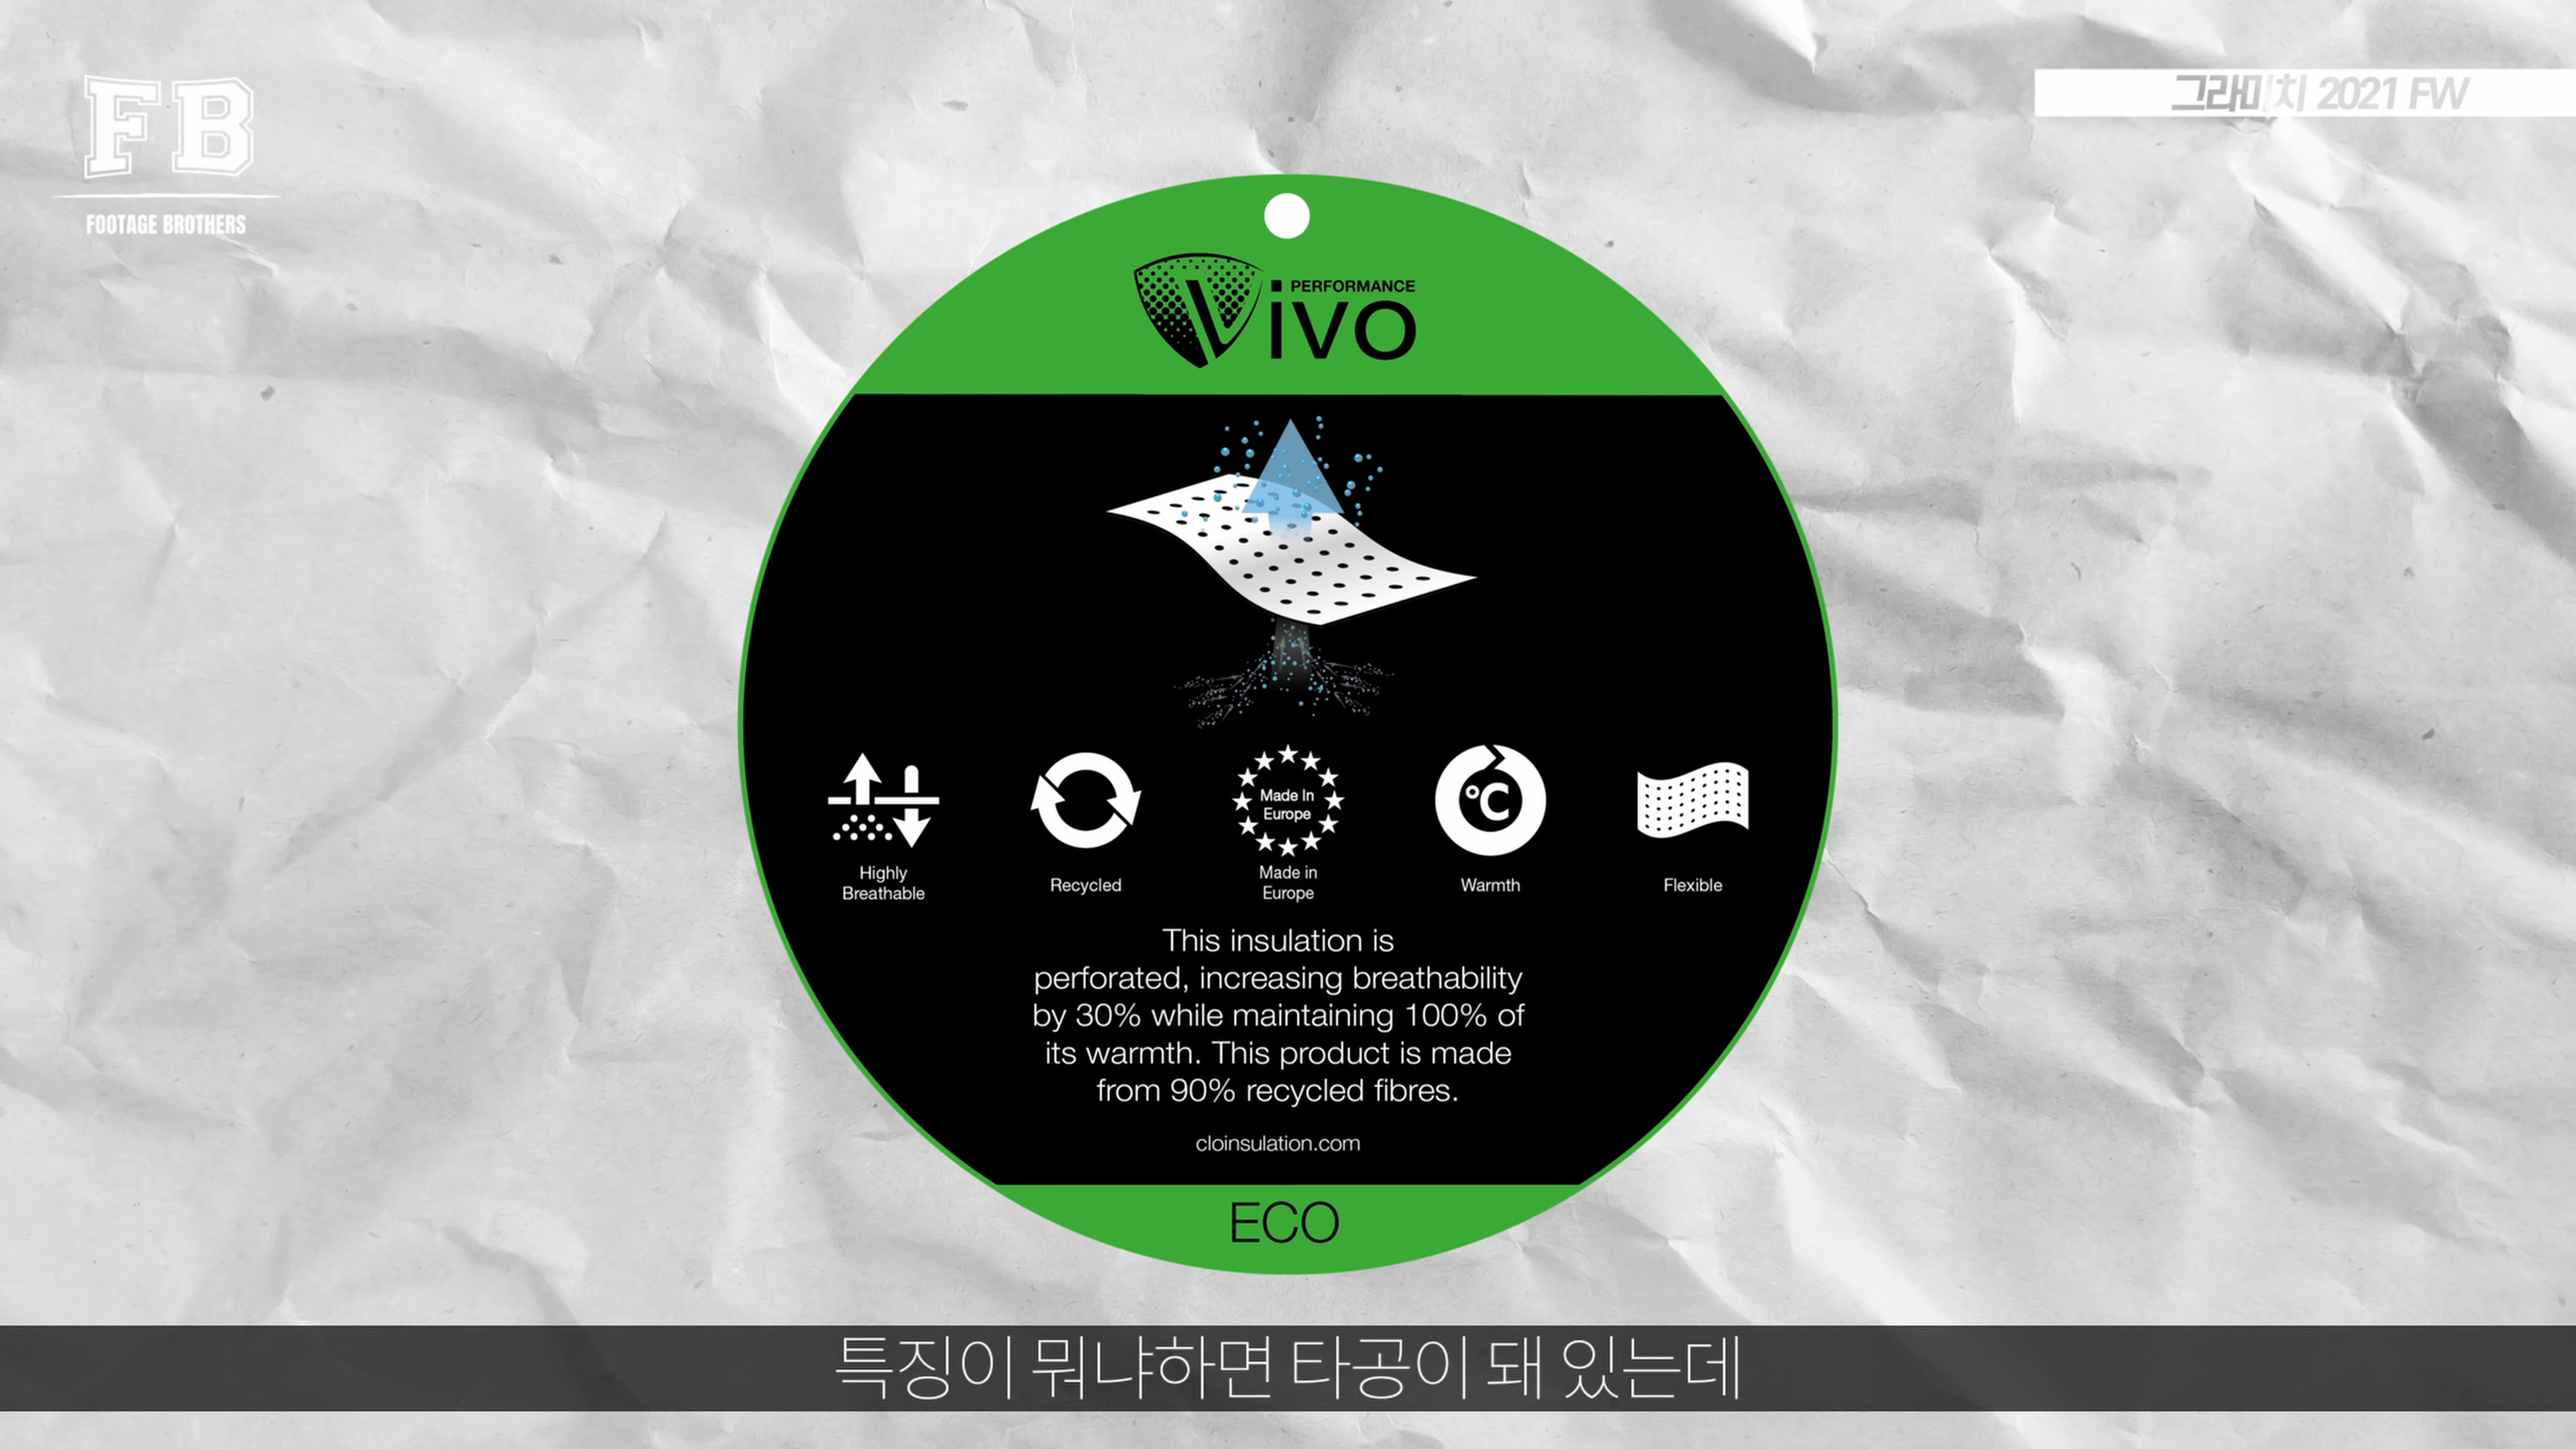 FB
FOOTAGE BROTHERS
그라미치 2021 FW
PERFORMANCE
Vivo
°C
Made In
Europe
Highly
Breathable
Recycled
Made in
Europe
Warmth
Flexible
This insulation is
perforated, increasing breathability
by 30% while maintaining 100% of
its warmth. This product is made
from 90% recycled fibres.
cloinsulation.com
ECO
특징이 뭐냐하면 타공이 돼 있는데